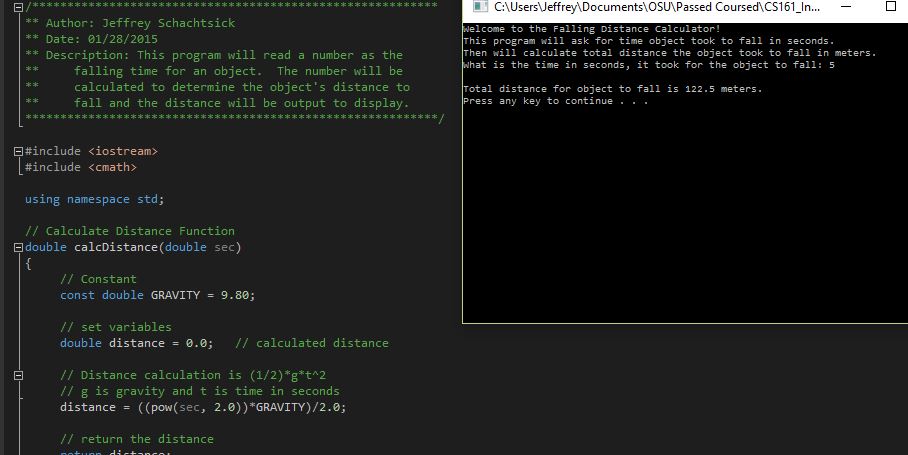 /**********************************************************
** Author: Jeffrey Schachtsick
** Date: 01/28/2015
** Description: This program will read a number as the
** falling time for an object. The number will be
** calculated to determine the object's distance to
** fall and the distance will be output to display.
***********************************************************/
#include <iostream>
#include <cmath>
using namespace std;
// Calculate Distance Function
double calcDistance(double sec)
{
// Constant
const double GRAVITY = 9.80;
// set variables
double distance = 0.0; // calculated distance
// Distance calculation is (1/2)*g*t^2
// g is gravity and t is time in seconds
distance = ((pow(sec, 2.0))*GRAVITY)/2.0;
// return the distance
return distance;
C:\Users\Jeffrey\Documents\OSU\Passed Coursed\CS161_In...
Welcome to the Falling Distance Calculator!
This program will ask for time object took to fall in seconds.
Then will calculate total distance the object took to fall in meters.
What is the time in seconds, it took for the object to fall: 5
Total distance for object to fall is 122.5 meters.
Press any key to continue . . .